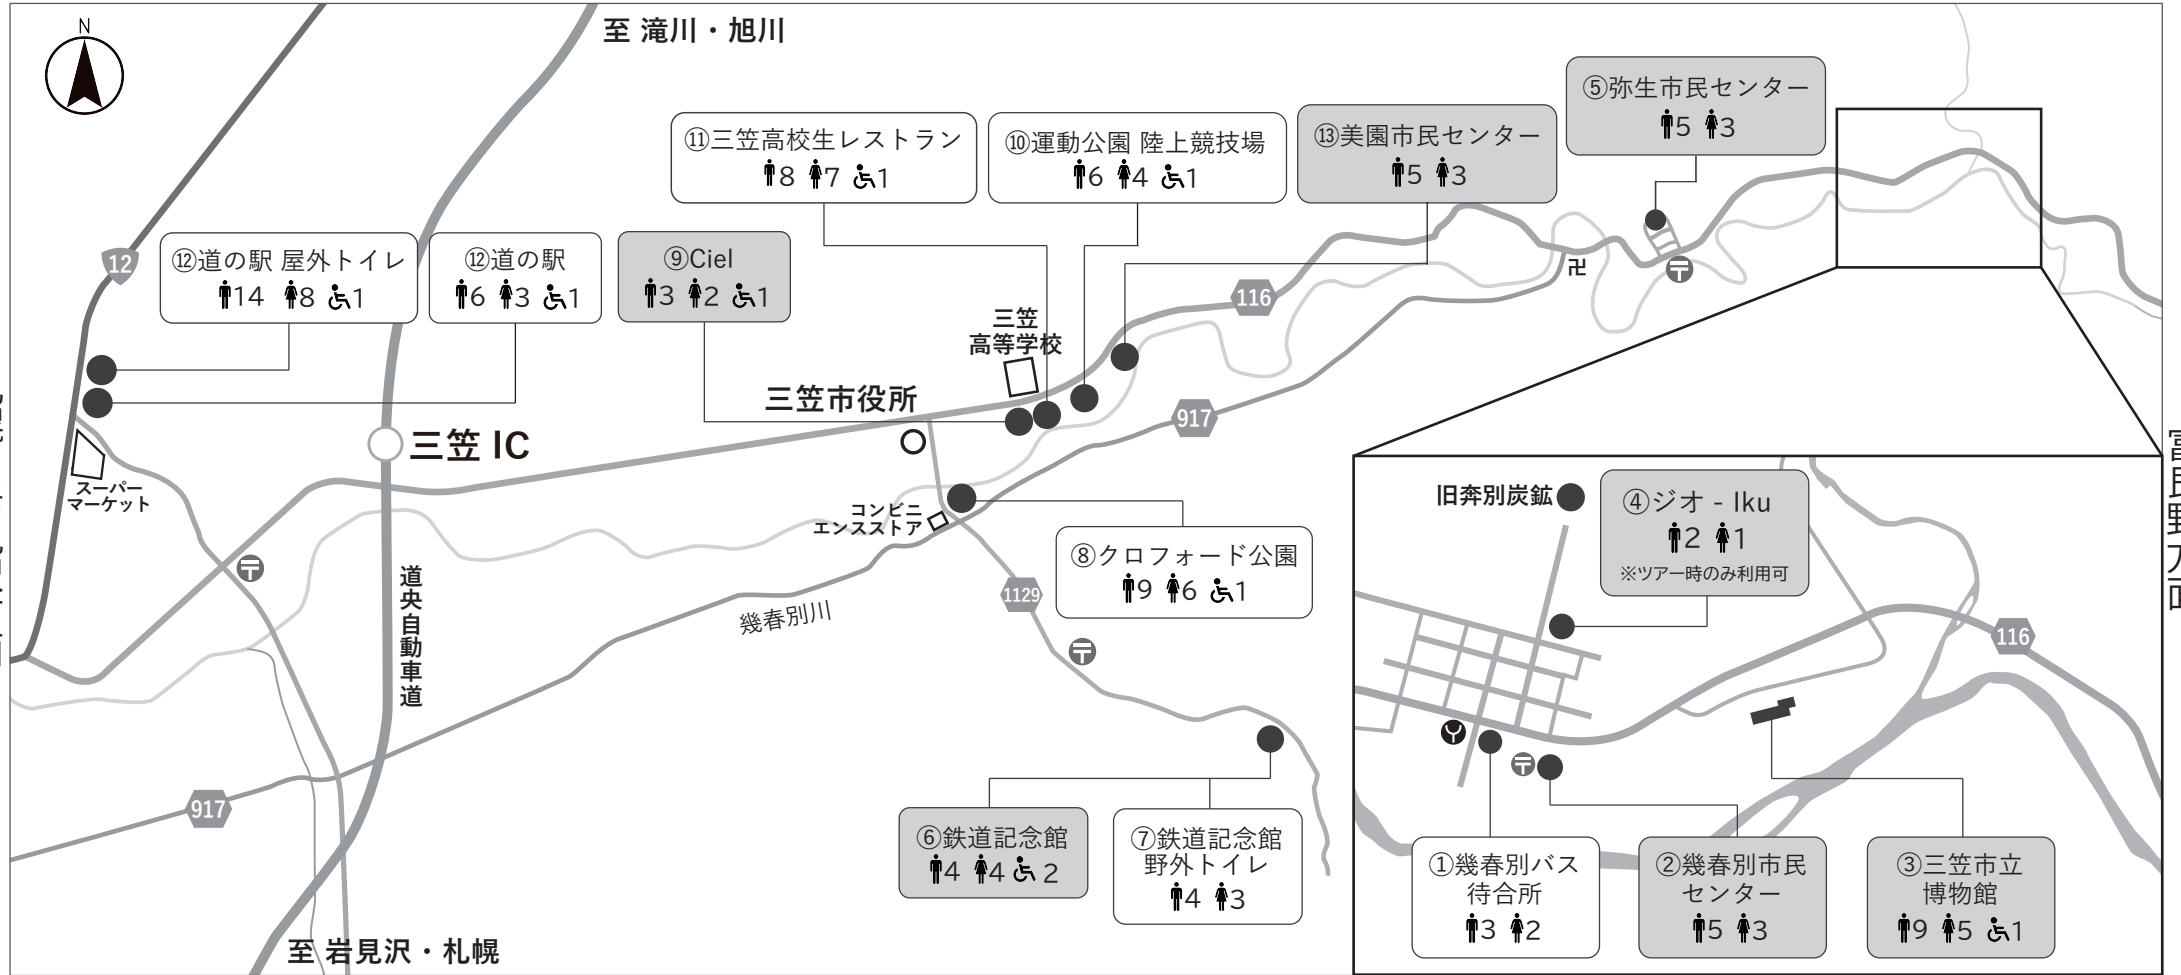 N
至 滝川・旭川
⑤弥生市民センター
5 3
⑪三笠高校生レストラン
8 7 1
⑩運動公園 陸上競技場
6 4 1
⑬美園市民センター
5 3
12
⑫道の駅 屋外トイレ
14 8 1
⑫道の駅
6 3 1
⑨Ciel
3 2 1
116
卍
三笠
高等学校
三笠市役所
917
三笠 IC
スーパー
マーケット
コンビニ
エンスストア
⑧クロフォード公園
9 6 1
1129
道央自動車道
幾春別川
917
⑥鉄道記念館
4 4 2
⑦鉄道記念館
野外トイレ
4 3
至 岩見沢・札幌
旧奔別炭鉱
④ジオ - Iku
2 1
※ツアー時のみ利用可
116
①幾春別バス
待合所
3 2
②幾春別市民
センター
5 3
③三笠市立
博物館
9 5 1
富良野方面